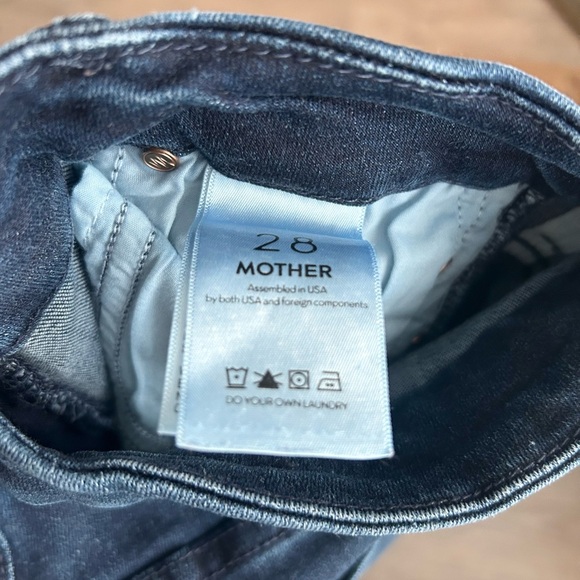 28
MOTHER
Assembled in USA
by both USA and foreign components
DO YOUR OWN LAUNDRY